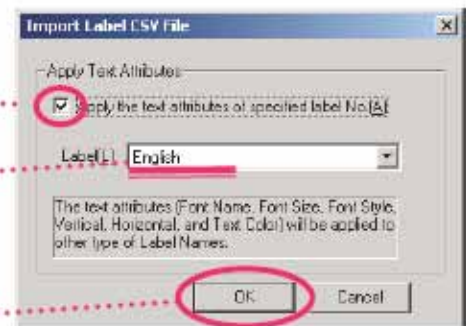 Import Label CSV File
Apply Text Attributes
Apply the text attributes of specified label No.(A)
Label(L) English
The text attributes (Font Name, Font Size, Font Style,
Vertical, Horizontal, and Text Color) will be applied to
other type of Label Names.
OK Cancel